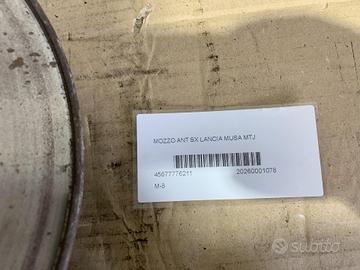 MOZZO ANT SX LANCIA MUSA MTJ
45677776211 20260001078
M-8
subito